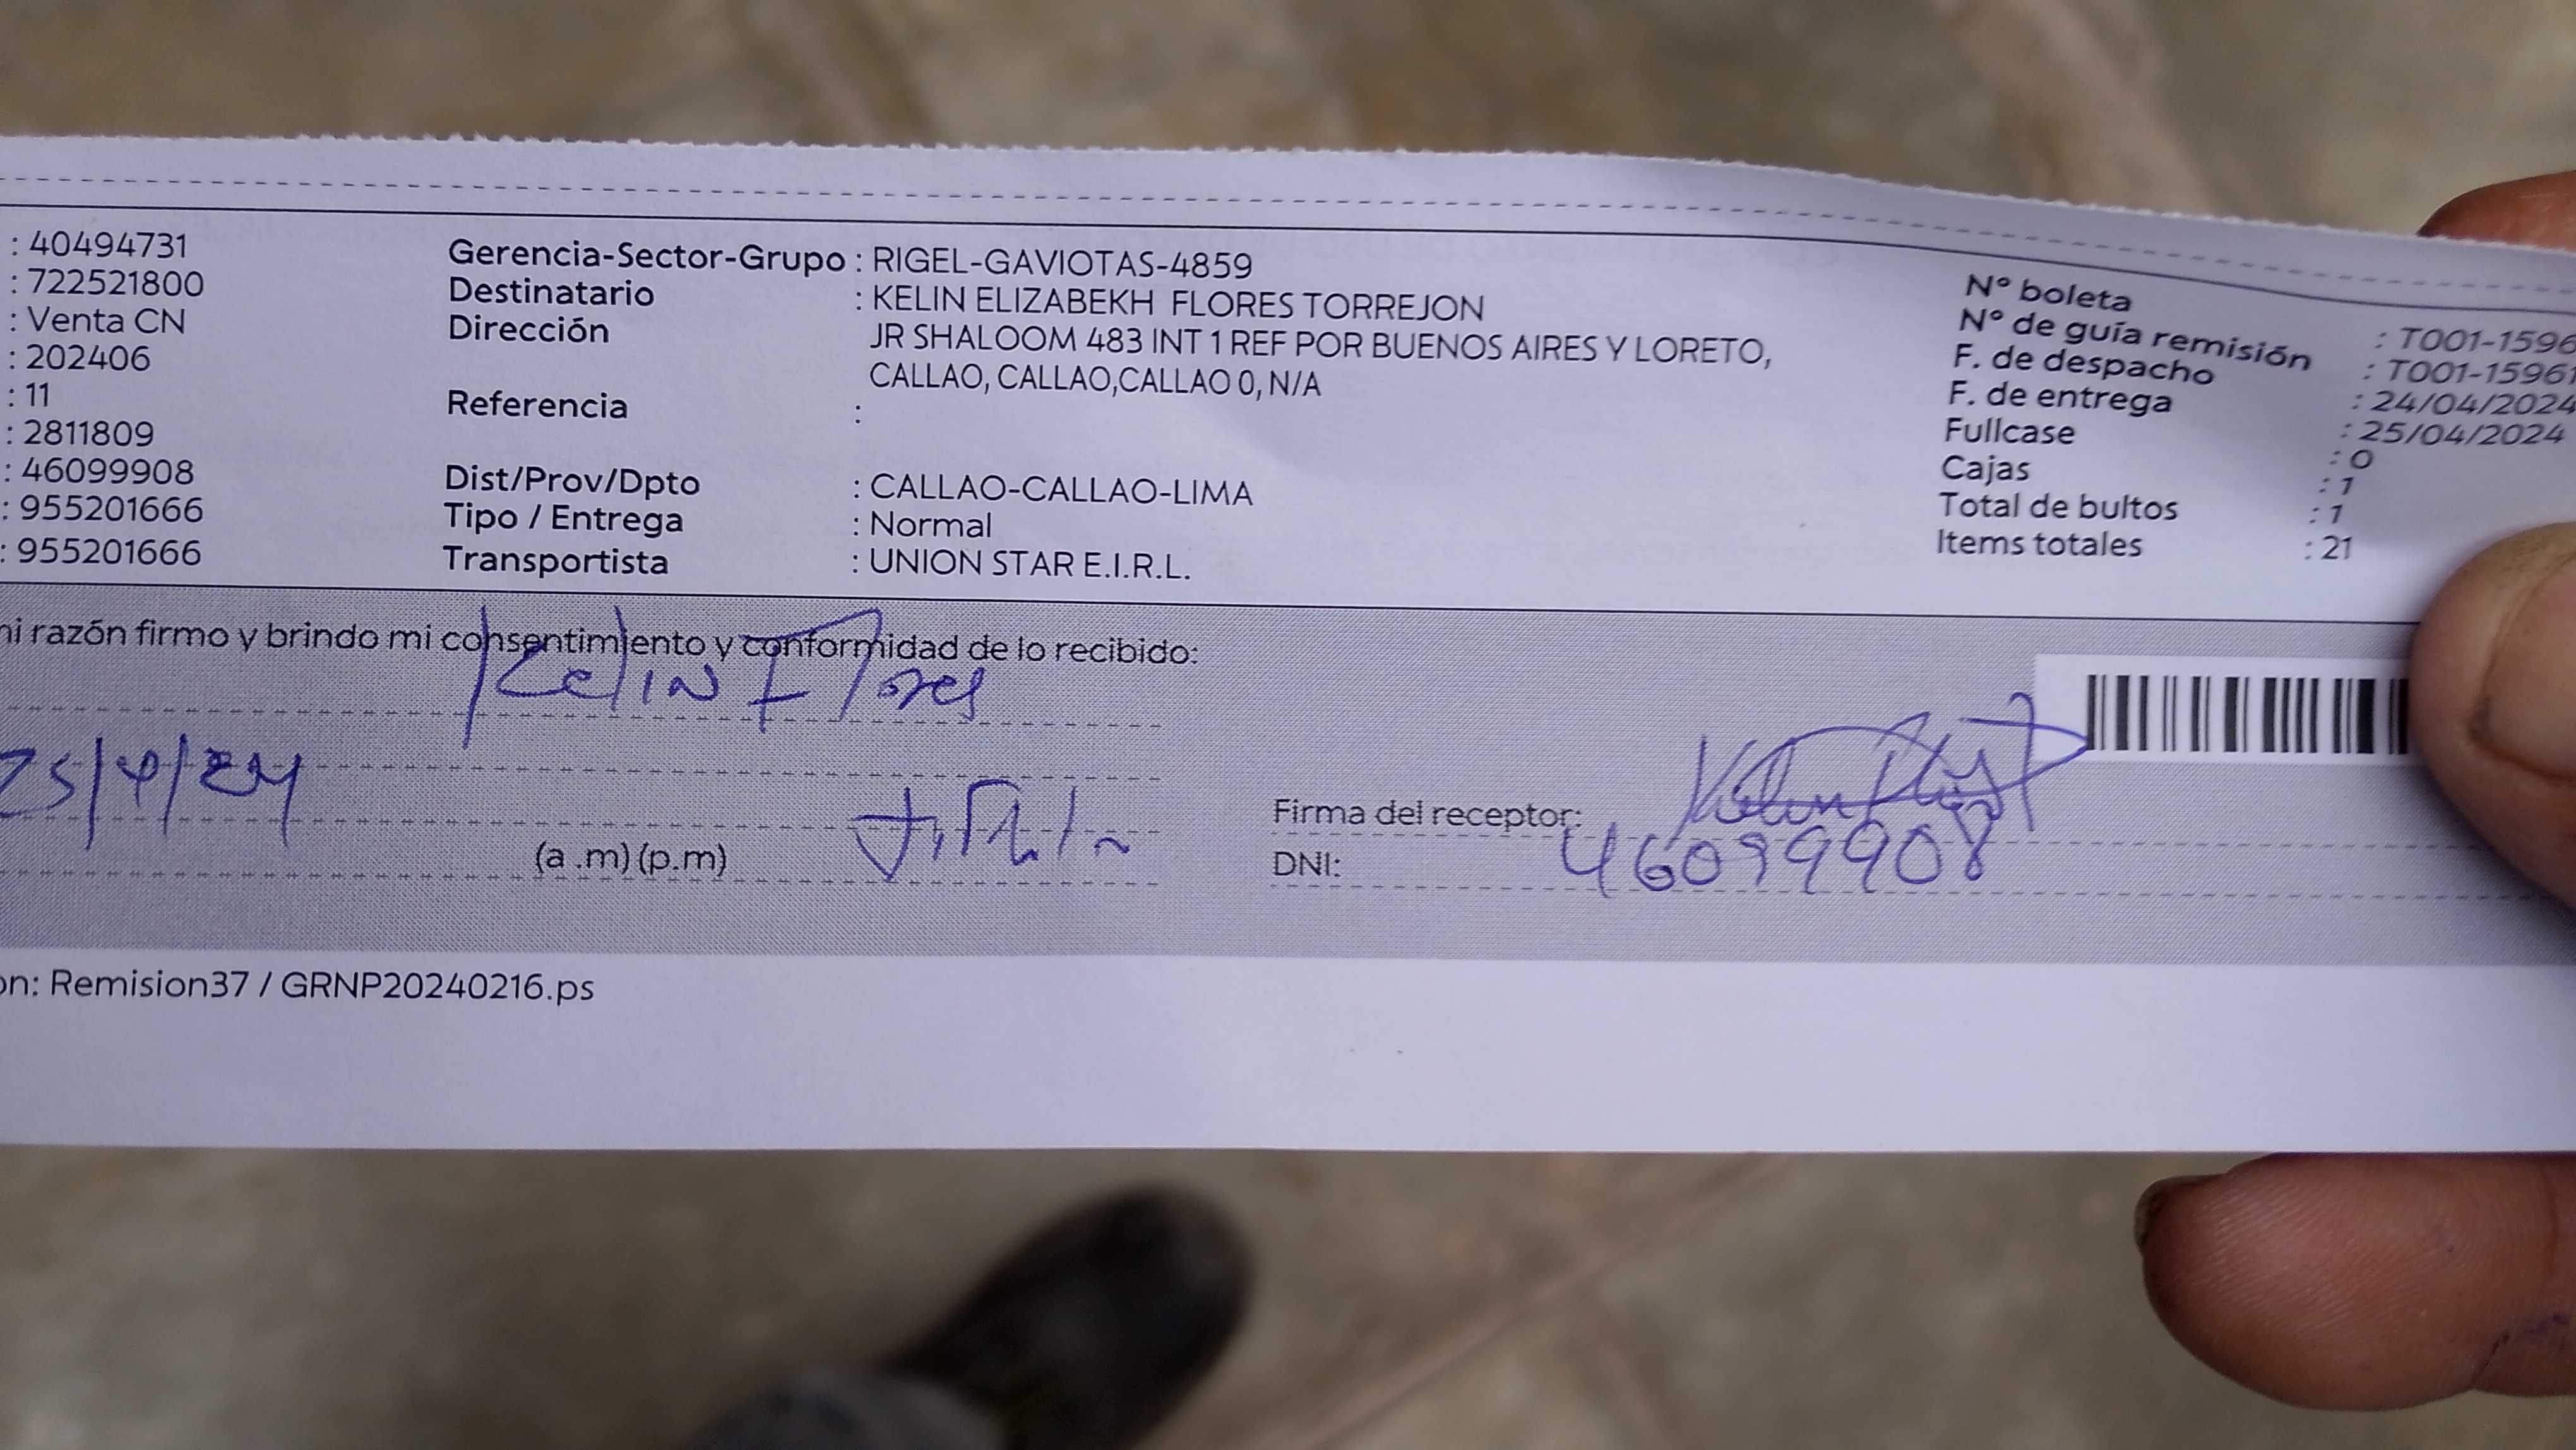 : 40494731
: 722521800
: Venta CN
: 202406
: 11
: 2811809
: 46099908
: 955201666
: 955201666
Gerencia-Sector-Grupo : RIGEL-GAVIOTAS-4859
Destinatario : KELIN ELIZABEKH FLORES TORREJON
Dirección JR SHALOOM 483 INT 1 REF POR BUENOS AIRES Y LORETO,
CALLAO, CALLAO,CALLAO 0, N/A
Referencia :
Dist/Prov/Dpto : CALLAO-CALLAO-LIMA
Tipo / Entrega : Normal
Transportista : UNION STAR E.I.R.L.
N° boleta : T001-1596
N° de guía remisión : T001-15961
F. de despacho : 24/04/2024
F. de entrega : 25/04/2024
Fullcase : 0
Cajas : 1
Total de bultos : 1
Items totales : 21
mi razón firmo y brindo mi consentimiento y conformidad de lo recibido:
Kelin Flores
25/4/24
(a .m) (p.m)
Firma del receptor:
DNI: 46099908
on: Remision37 / GRNP20240216.ps